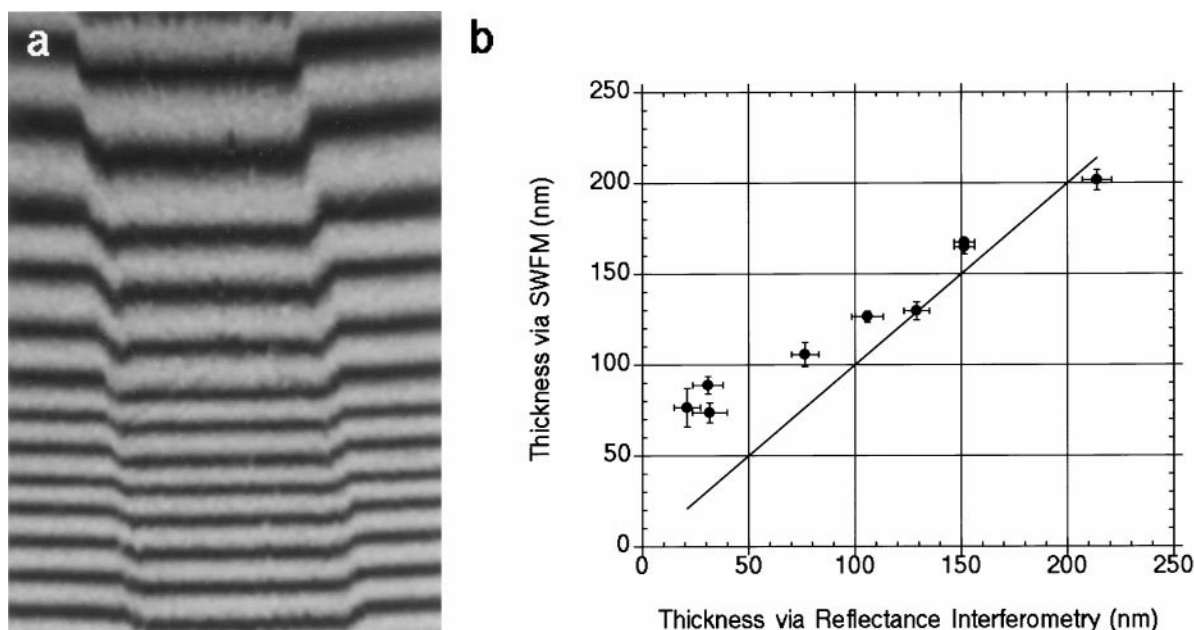 a
b
250
200
150
100
50
0
0 50 100 150 200 250
Thickness via SWFM (nm)
Thickness via Reflectance Interferometry (nm)